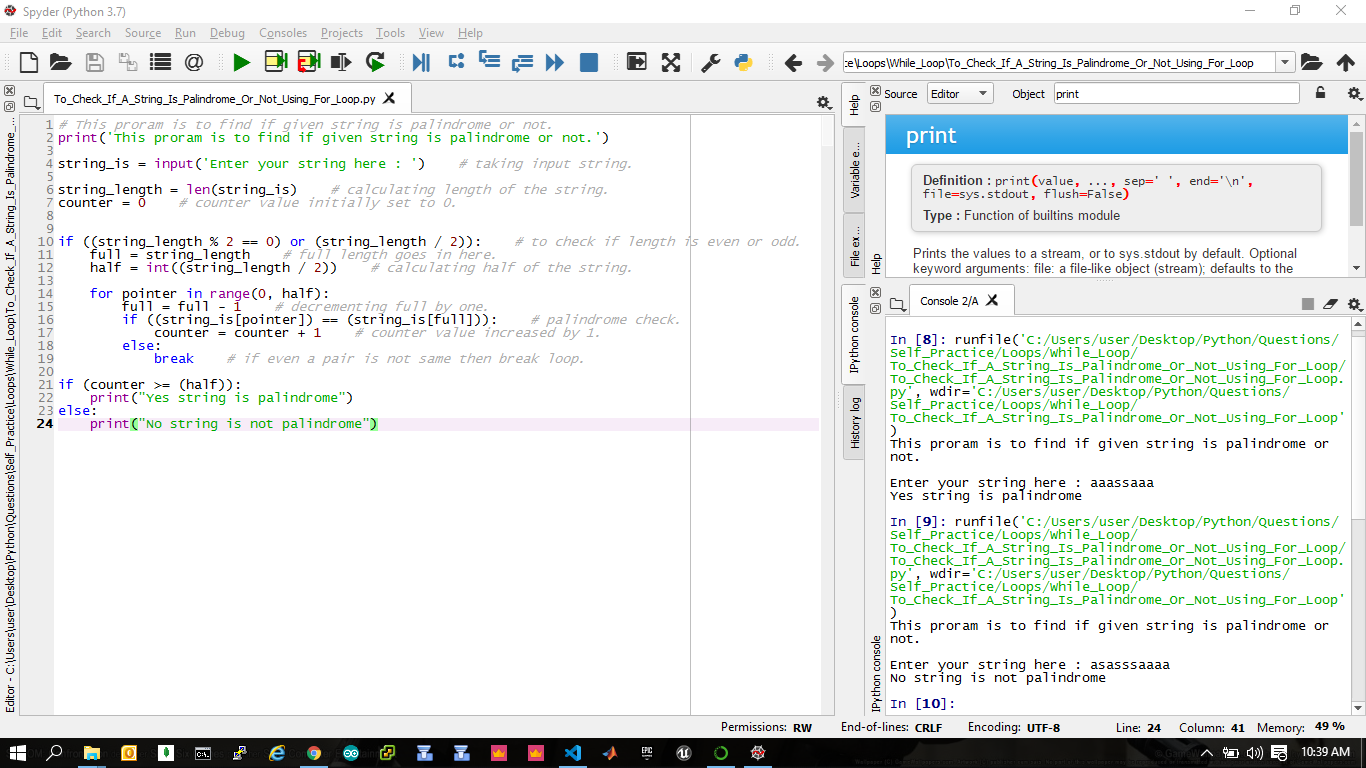 Spyder (Python 3.7)
File Edit Search Source Run Debug Consoles Projects Tools View Help
:e\Loops\While_Loop\To_Check_If_A_String_Is_Palindrome_Or_Not_Using_For_Loop
To_Check_If_A_String_Is_Palindrome_Or_Not_Using_For_Loop.py
1 # This proram is to find if given string is palindrome or not.
2 print('This proram is to find if given string is palindrome or not.')
3
4 string_is = input('Enter your string here : ')    # taking input string.
5
6 string_length = len(string_is)    # calculating length of the string.
7 counter = 0    # counter value initially set to 0.
8
9
10 if ((string_length % 2 == 0) or (string_length / 2)):    # to check if length is even or odd.
11     full = string_length    # full length goes in here.
12     half = int((string_length / 2))    # calculating half of the string.
13
14     for pointer in range(0, half):
15         full = full - 1    # decrementing full by one.
16         if ((string_is[pointer]) == (string_is[full])):    # palindrome check.
17             counter = counter + 1    # counter value increased by 1.
18         else:
19             break    # if even a pair is not same then break loop.
20
21 if (counter >= (half)):
22     print("Yes string is palindrome")
23 else:
24     print("No string is not palindrome")
Editor - C:\Users\user\Desktop\Python\Questions\Self_Practice\Loops\While_Loop\To_Check_If_A_String_Is_Palindrome_...
Help
Variable e...
File ex...
Help
Source Editor Object print
print
Definition : print(value, ..., sep=' ', end='\n',
file=sys.stdout, flush=False)
Type : Function of builtins module
Prints the values to a stream, or to sys.stdout by default. Optional
keyword arguments: file: a file-like object (stream); defaults to the
IPython console
History log
IPython console
Console 2/A
In [8]: runfile('C:/Users/user/Desktop/Python/Questions/
Self_Practice/Loops/While_Loop/
To_Check_If_A_String_Is_Palindrome_Or_Not_Using_For_Loop/
To_Check_If_A_String_Is_Palindrome_Or_Not_Using_For_Loop.
py', wdir='C:/Users/user/Desktop/Python/Questions/
Self_Practice/Loops/While_Loop/
To_Check_If_A_String_Is_Palindrome_Or_Not_Using_For_Loop'
)
This proram is to find if given string is palindrome or
not.
Enter your string here : aaassaaa
Yes string is palindrome
In [9]: runfile('C:/Users/user/Desktop/Python/Questions/
Self_Practice/Loops/While_Loop/
To_Check_If_A_String_Is_Palindrome_Or_Not_Using_For_Loop/
To_Check_If_A_String_Is_Palindrome_Or_Not_Using_For_Loop.
py', wdir='C:/Users/user/Desktop/Python/Questions/
Self_Practice/Loops/While_Loop/
To_Check_If_A_String_Is_Palindrome_Or_Not_Using_For_Loop'
)
This proram is to find if given string is palindrome or
not.
Enter your string here : asasssaaaa
No string is not palindrome
In [10]:
Permissions: RW End-of-lines: CRLF Encoding: UTF-8 Line: 24 Column: 41 Memory: 49 %
10:39 AM